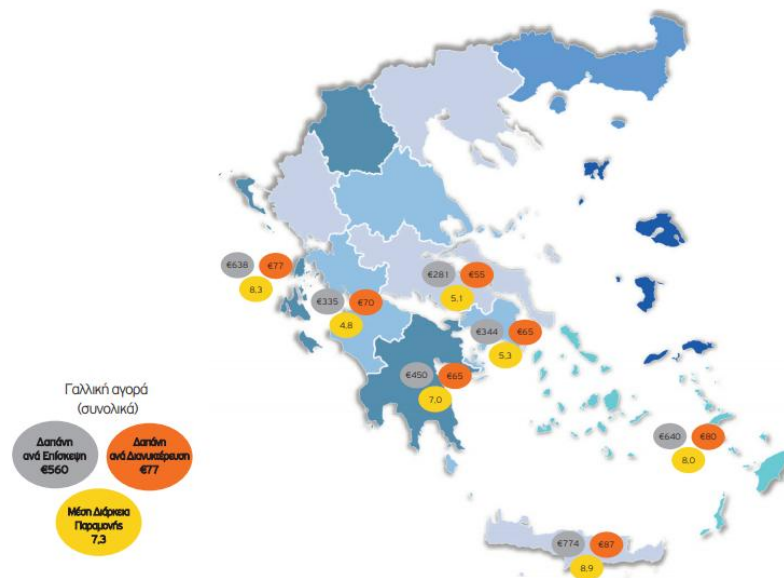 €638 €77
8,3
€281 €55
5,1
€335 €70
4,8
€344 €65
5,3
€450 €65
7,0
Γαλλική αγορά
(συνολικά)
Δαπάνη
ανά Επίσκεψη
€560
Δαπάνη
ανά Διανυκτέρευση
€77
Μέση Διάρκεια
Παραμονής
7,3
€640 €80
8,0
€774 €87
8,9